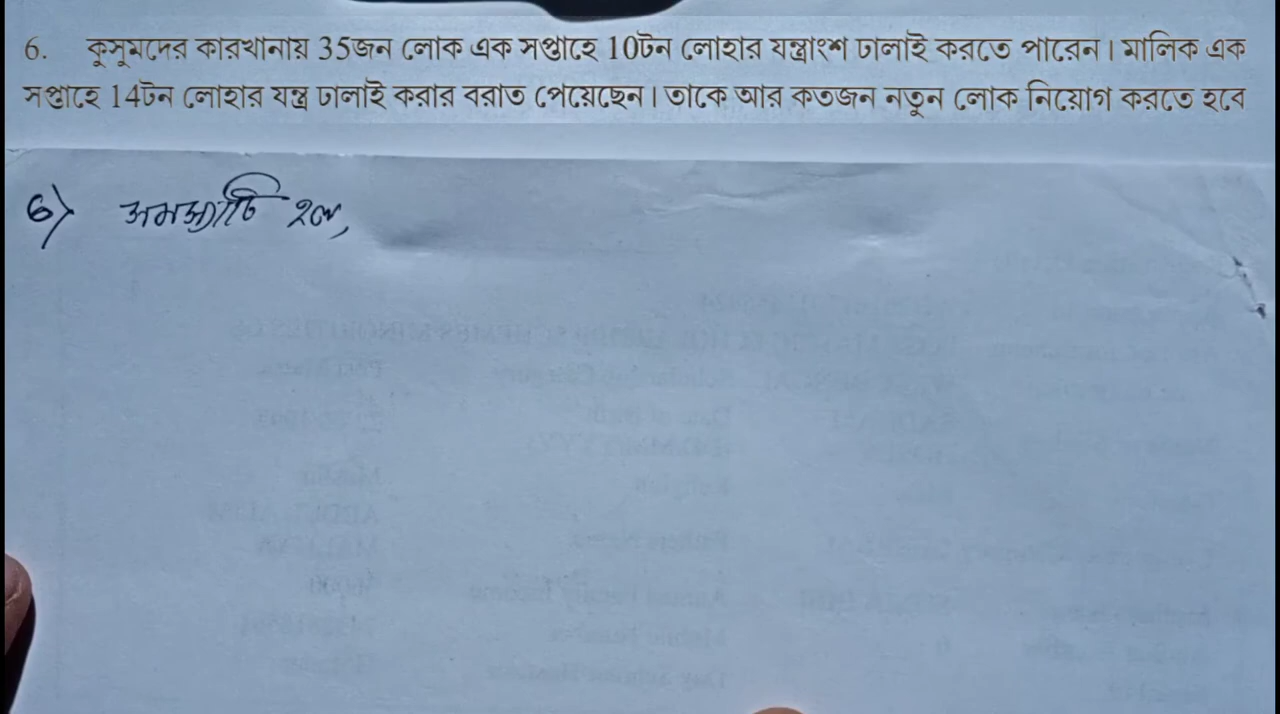 6. কুসুমদের কারখানায় 35জন লোক এক সপ্তাহে 10টন লোহার যন্ত্রাংশ ঢালাই করতে পারেন। মালিক এক
সপ্তাহে 14টন লোহার যন্ত্র ঢালাই করার বরাত পেয়েছেন। তাকে আর কতজন নতুন লোক নিয়োগ করতে হবে
6) সমস্যাটি হল,